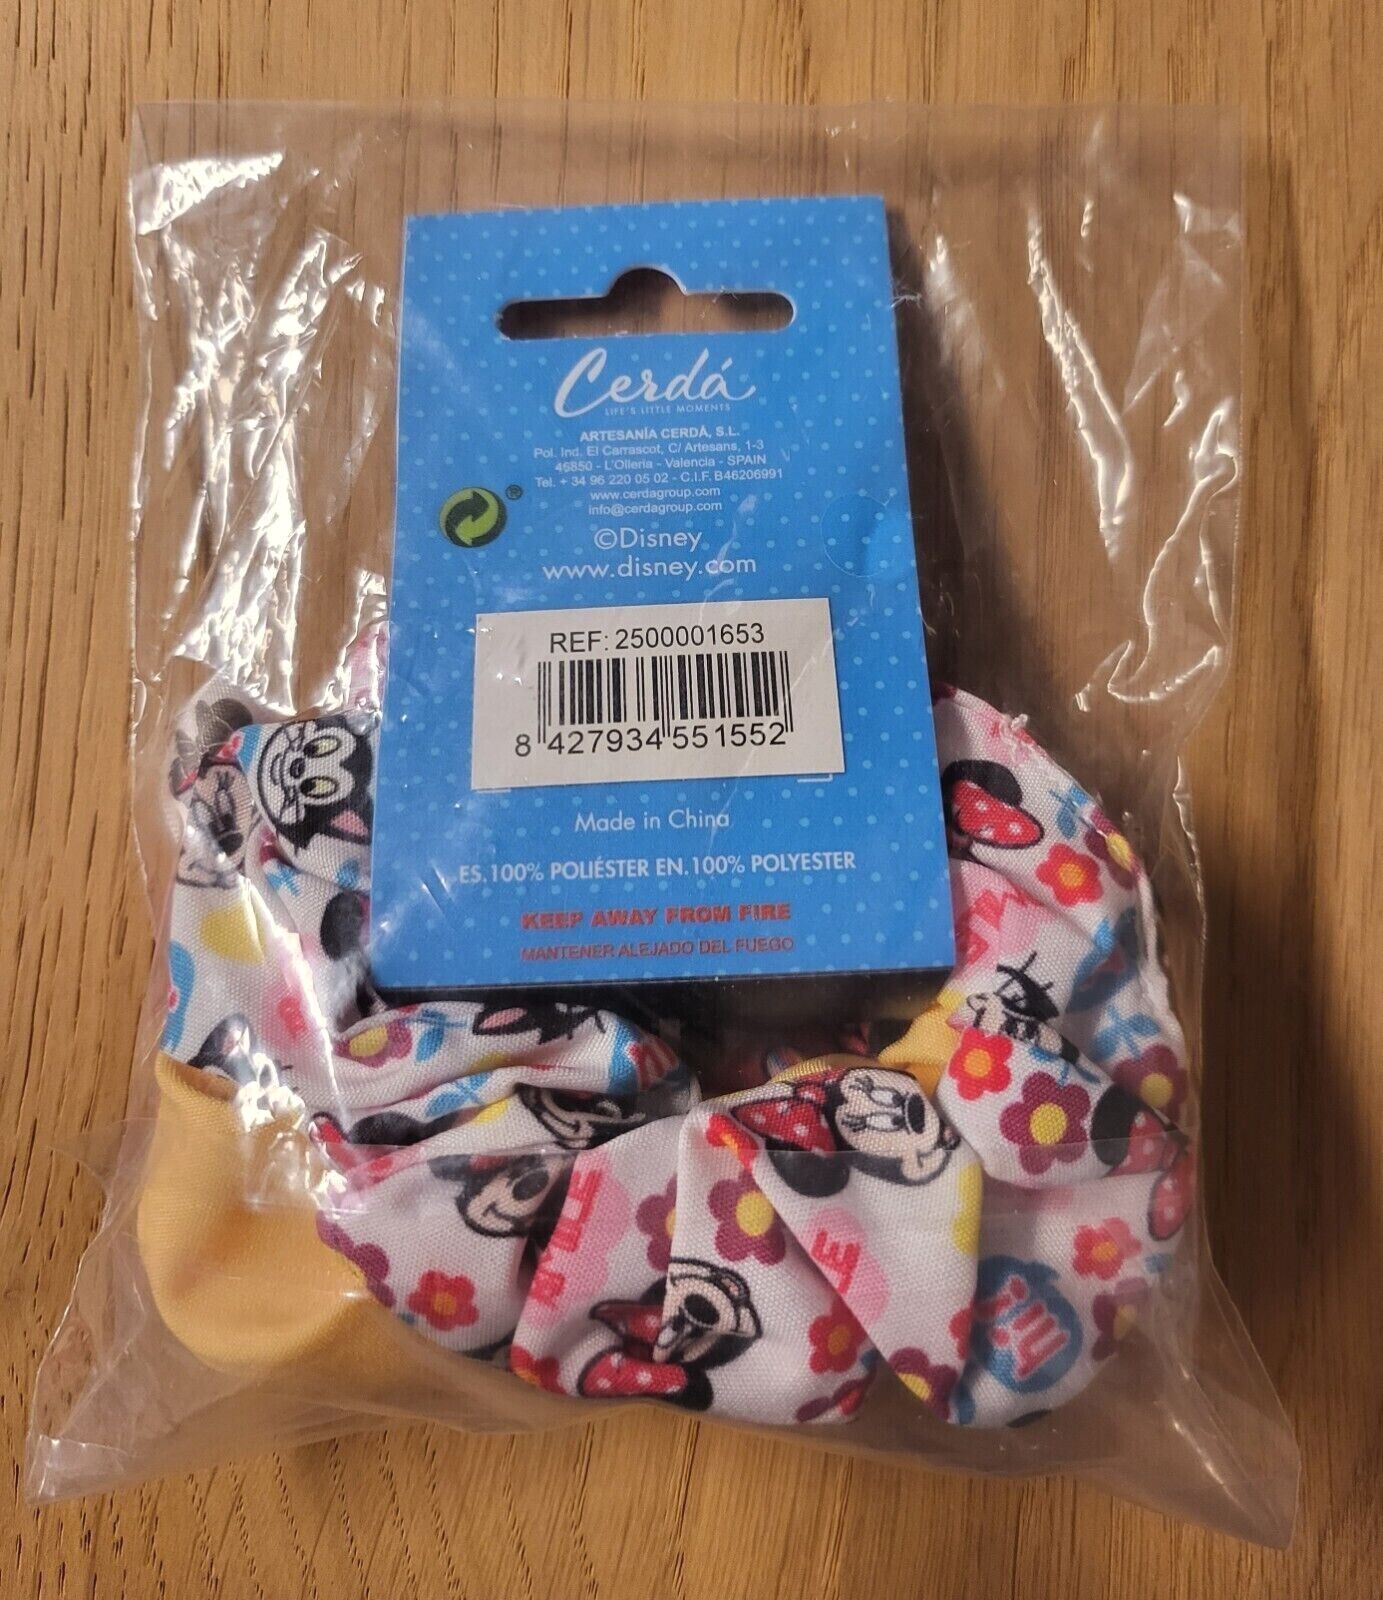 Cerdá
LIFE'S LITTLE MOMENTS
ARTESANÍA CERDÁ, S.L.
Pol. Ind. El Carrascot, C/ Artesans, 1-3
46850 - L'Olleria - Valencia - SPAIN
Tel. + 34 96 220 05 02 - C.I.F. B46206991
www.cerdagroup.com
info@cerdagroup.com
®
©Disney
www.disney.com
REF: 2500001653
8 427934 551552
Made in China
ES.100% POLIÉSTER EN.100% POLYESTER
KEEP AWAY FROM FIRE
MANTENER ALEJADO DEL FUEGO